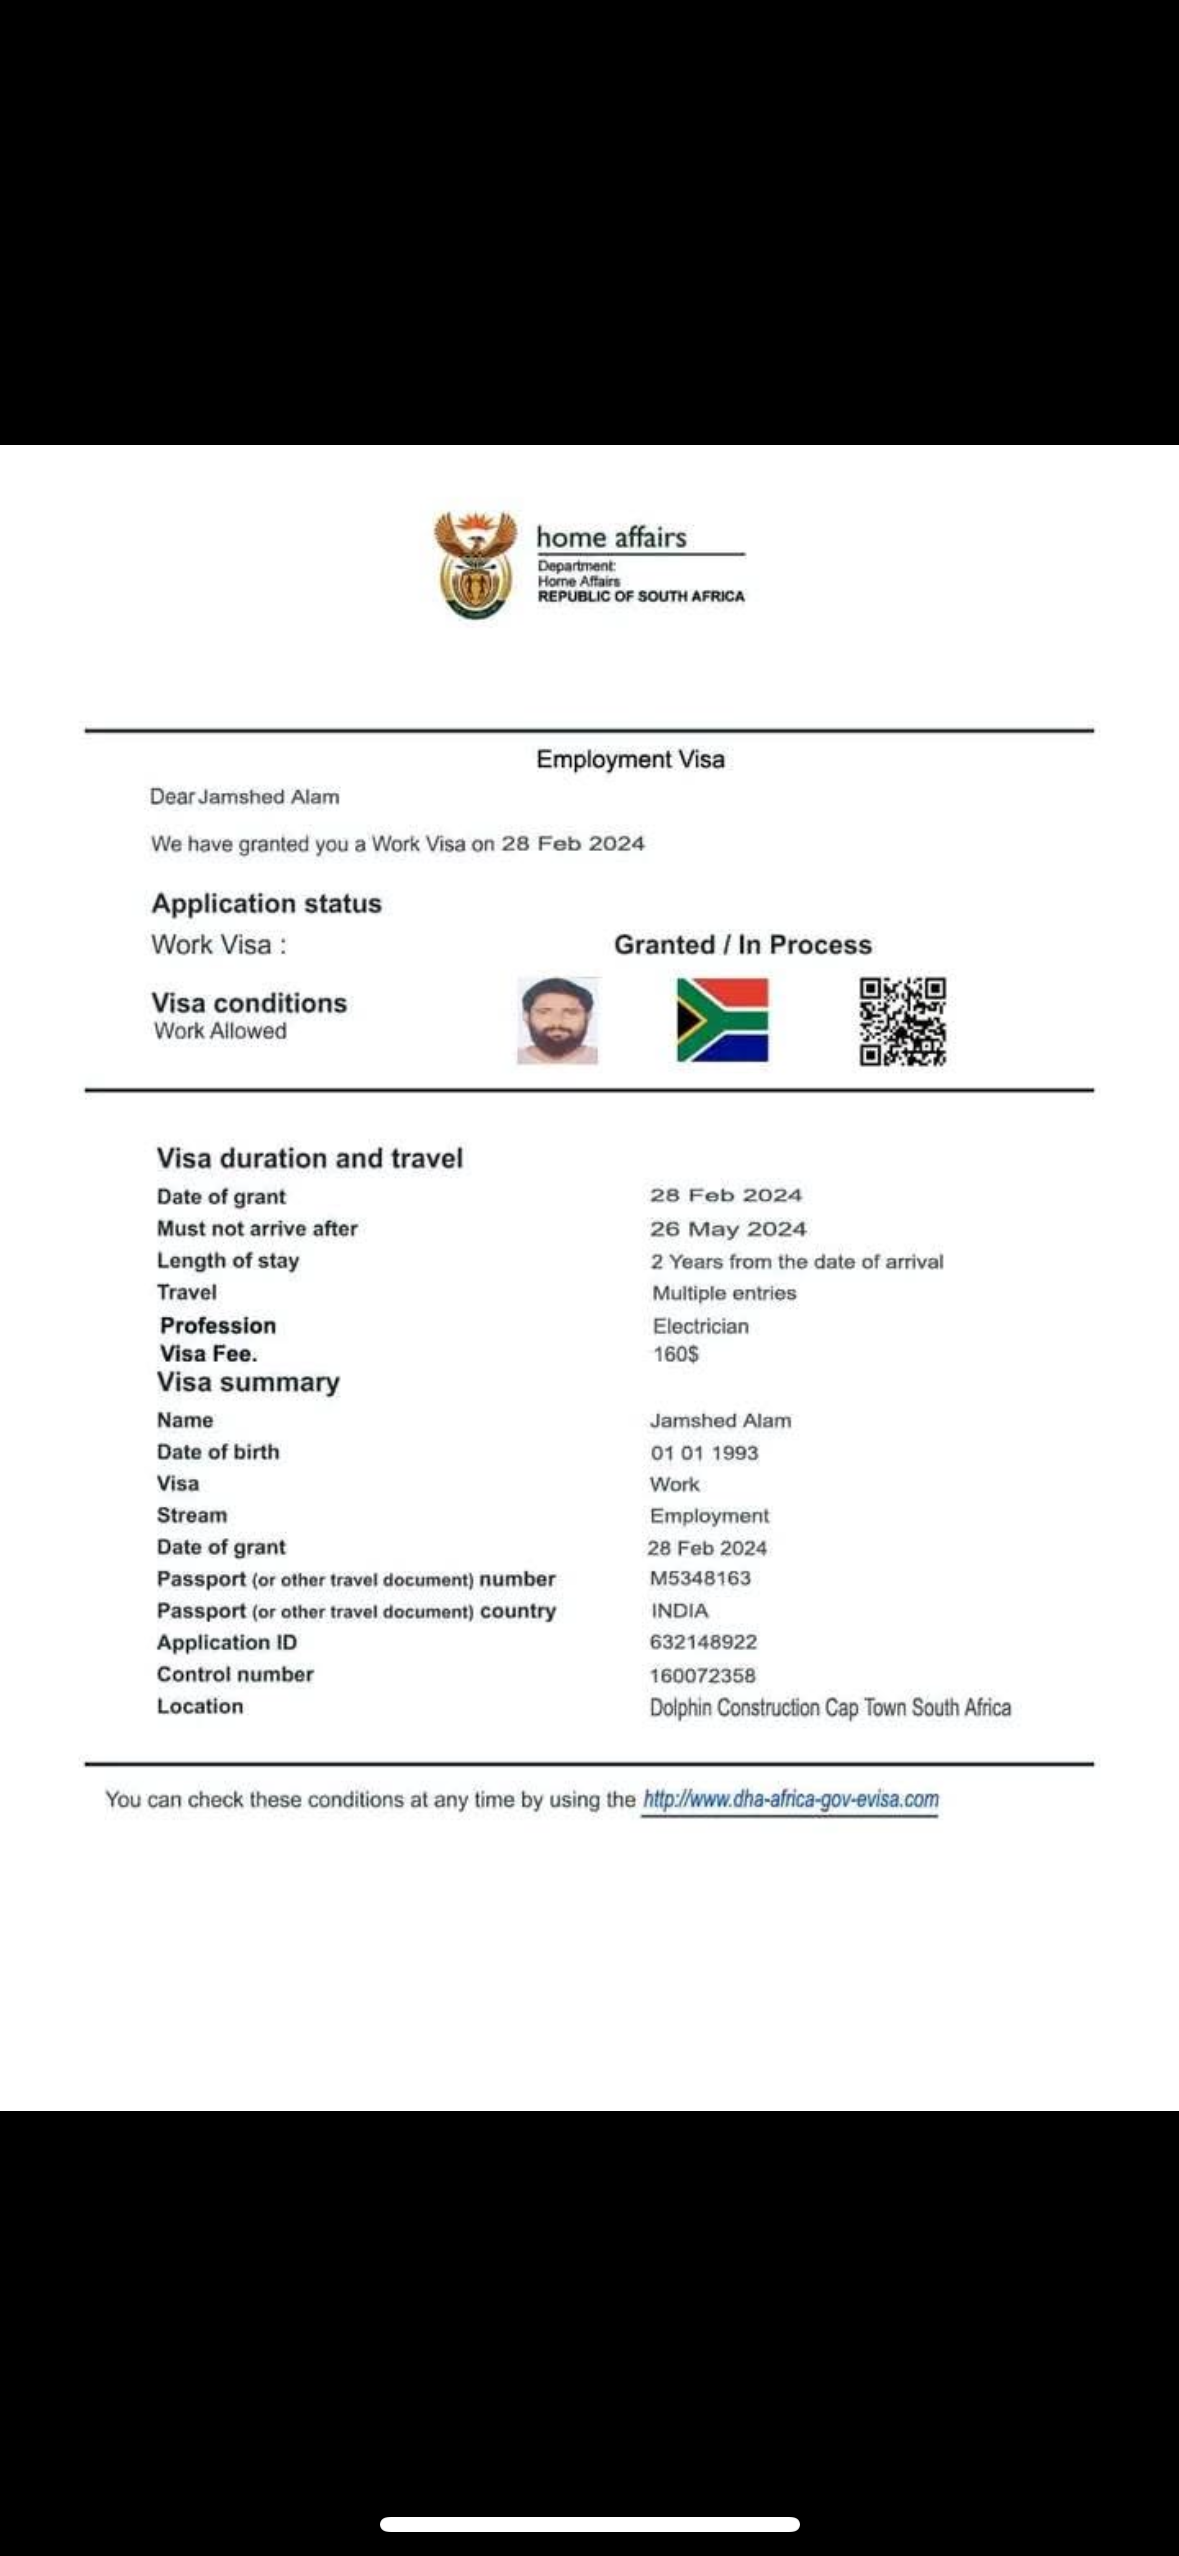 home affairs
Department:
Home Affairs
REPUBLIC OF SOUTH AFRICA
Employment Visa
Dear Jamshed Alam
We have granted you a Work Visa on 28 Feb 2024
Application status
Work Visa : Granted / In Process
Visa conditions
Work Allowed
Visa duration and travel
Date of grant 28 Feb 2024
Must not arrive after 26 May 2024
Length of stay 2 Years from the date of arrival
Travel Multiple entries
Profession Electrician
Visa Fee. 160$
Visa summary
Name Jamshed Alam
Date of birth 01 01 1993
Visa Work
Stream Employment
Date of grant 28 Feb 2024
Passport (or other travel document) number M5348163
Passport (or other travel document) country INDIA
Application ID 632148922
Control number 160072358
Location Dolphin Construction Cap Town South Africa
You can check these conditions at any time by using the http://www.dha-africa-gov-evisa.com